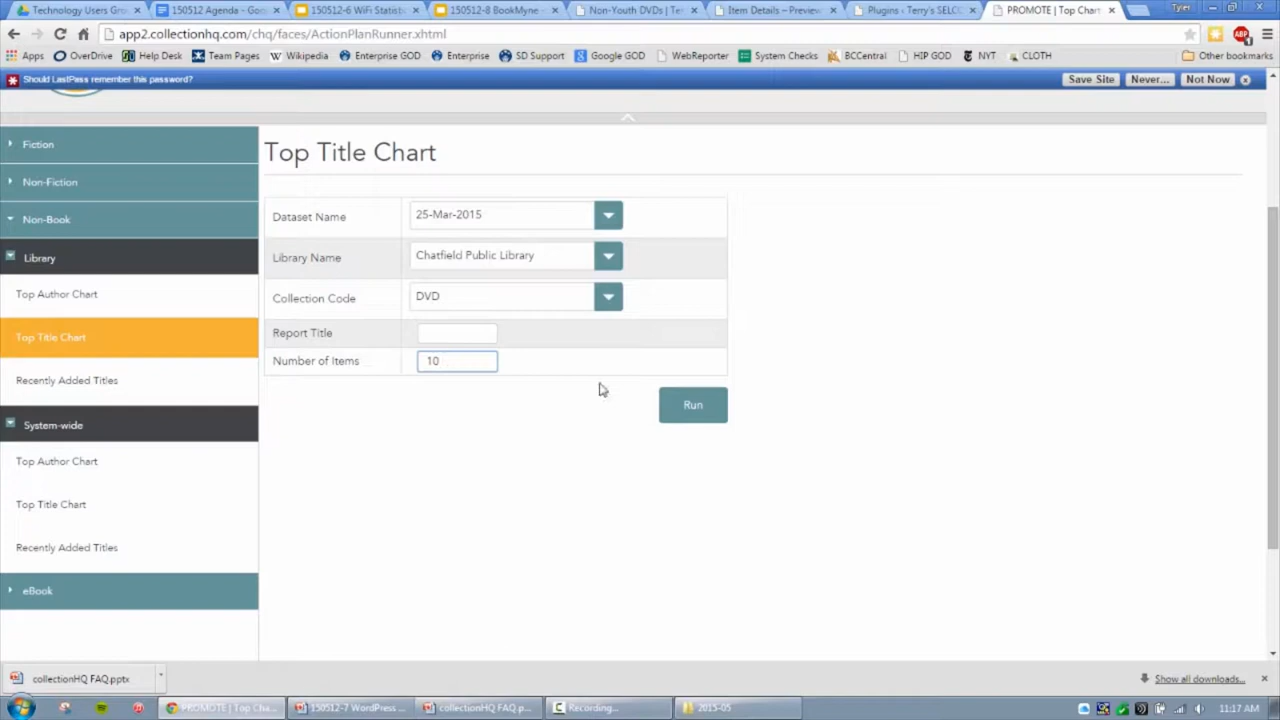 Technology Users Gro
150512 Agenda - Goo
150512-6 WiFi Statisti
150512-8 BookMyne
Non-Youth DVDs | Te
Item Details – Preview
Plugins ‹ Terry's SELCO
PROMOTE | Top Chart
Tyler
app2.collectionhq.com/chq/faces/ActionPlanRunner.xhtml
Apps OverDrive Help Desk Team Pages Wikipedia Enterprise GOD Enterprise SD Support Google GOD WebReporter System Checks BCCentral HIP GOD NYT CLOTH Other bookmarks
Should LastPass remember this password? Save Site Never... Not Now
Fiction
Non-Fiction
Non-Book
Library
Top Author Chart
Top Title Chart
Recently Added Titles
System-wide
Top Author Chart
Top Title Chart
Recently Added Titles
eBook
Top Title Chart
Dataset Name 25-Mar-2015
Library Name Chatfield Public Library
Collection Code DVD
Report Title
Number of Items 10
Run
collectionHQ FAQ.pptx
Show all downloads...
PROMOTE | Top Cha...
150512-7 WordPress ...
collectionHQ FAQ p...
Recording...
2015-05
11:17 AM